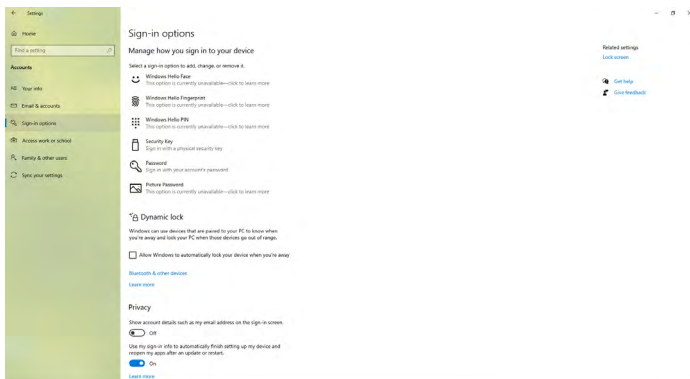 Settings
Home
Find a setting
Accounts
Your info
Email & accounts
Sign-in options
Access work or school
Family & other users
Sync your settings
Sign-in options
Manage how you sign in to your device
Select a sign-in option to add, change, or remove it.
Windows Hello Face
This option is currently unavailable—click to learn more
Windows Hello Fingerprint
This option is currently unavailable—click to learn more
Windows Hello PIN
This option is currently unavailable—click to learn more
Security Key
Sign in with a physical security key
Password
Sign in with your account's password
Picture Password
This option is currently unavailable—click to learn more
Dynamic lock
Windows can use devices that are paired to your PC to know when
you're away and lock your PC when those devices go out of range.
Allow Windows to automatically lock your device when you're away
Bluetooth & other devices
Learn more
Privacy
Show account details such as my email address on the sign-in screen.
Off
Use my sign-in info to automatically finish setting up my device and
reopen my apps after an update or restart.
On
Learn more
Related settings
Lock screen
Get help
Give feedback